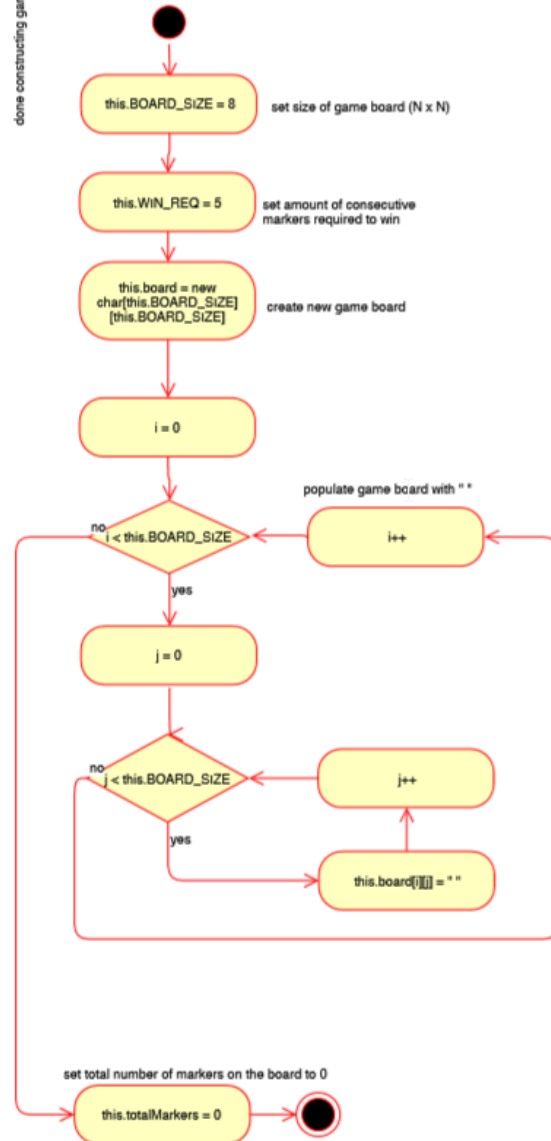 done constructing
this.BOARD_SIZE = 8
set size of game board (N x N)
this.WIN_REQ = 5
set amount of consecutive
markers required to win
this.board = new
char[this.BOARD_SIZE]
[this.BOARD_SIZE]
create new game board
i = 0
populate game board with " "
no
i < this.BOARD_SIZE
i++
yes
j = 0
no
j < this.BOARD_SIZE
j++
yes
this.board[i][j] = " "
set total number of markers on the board to 0
this.totalMarkers = 0